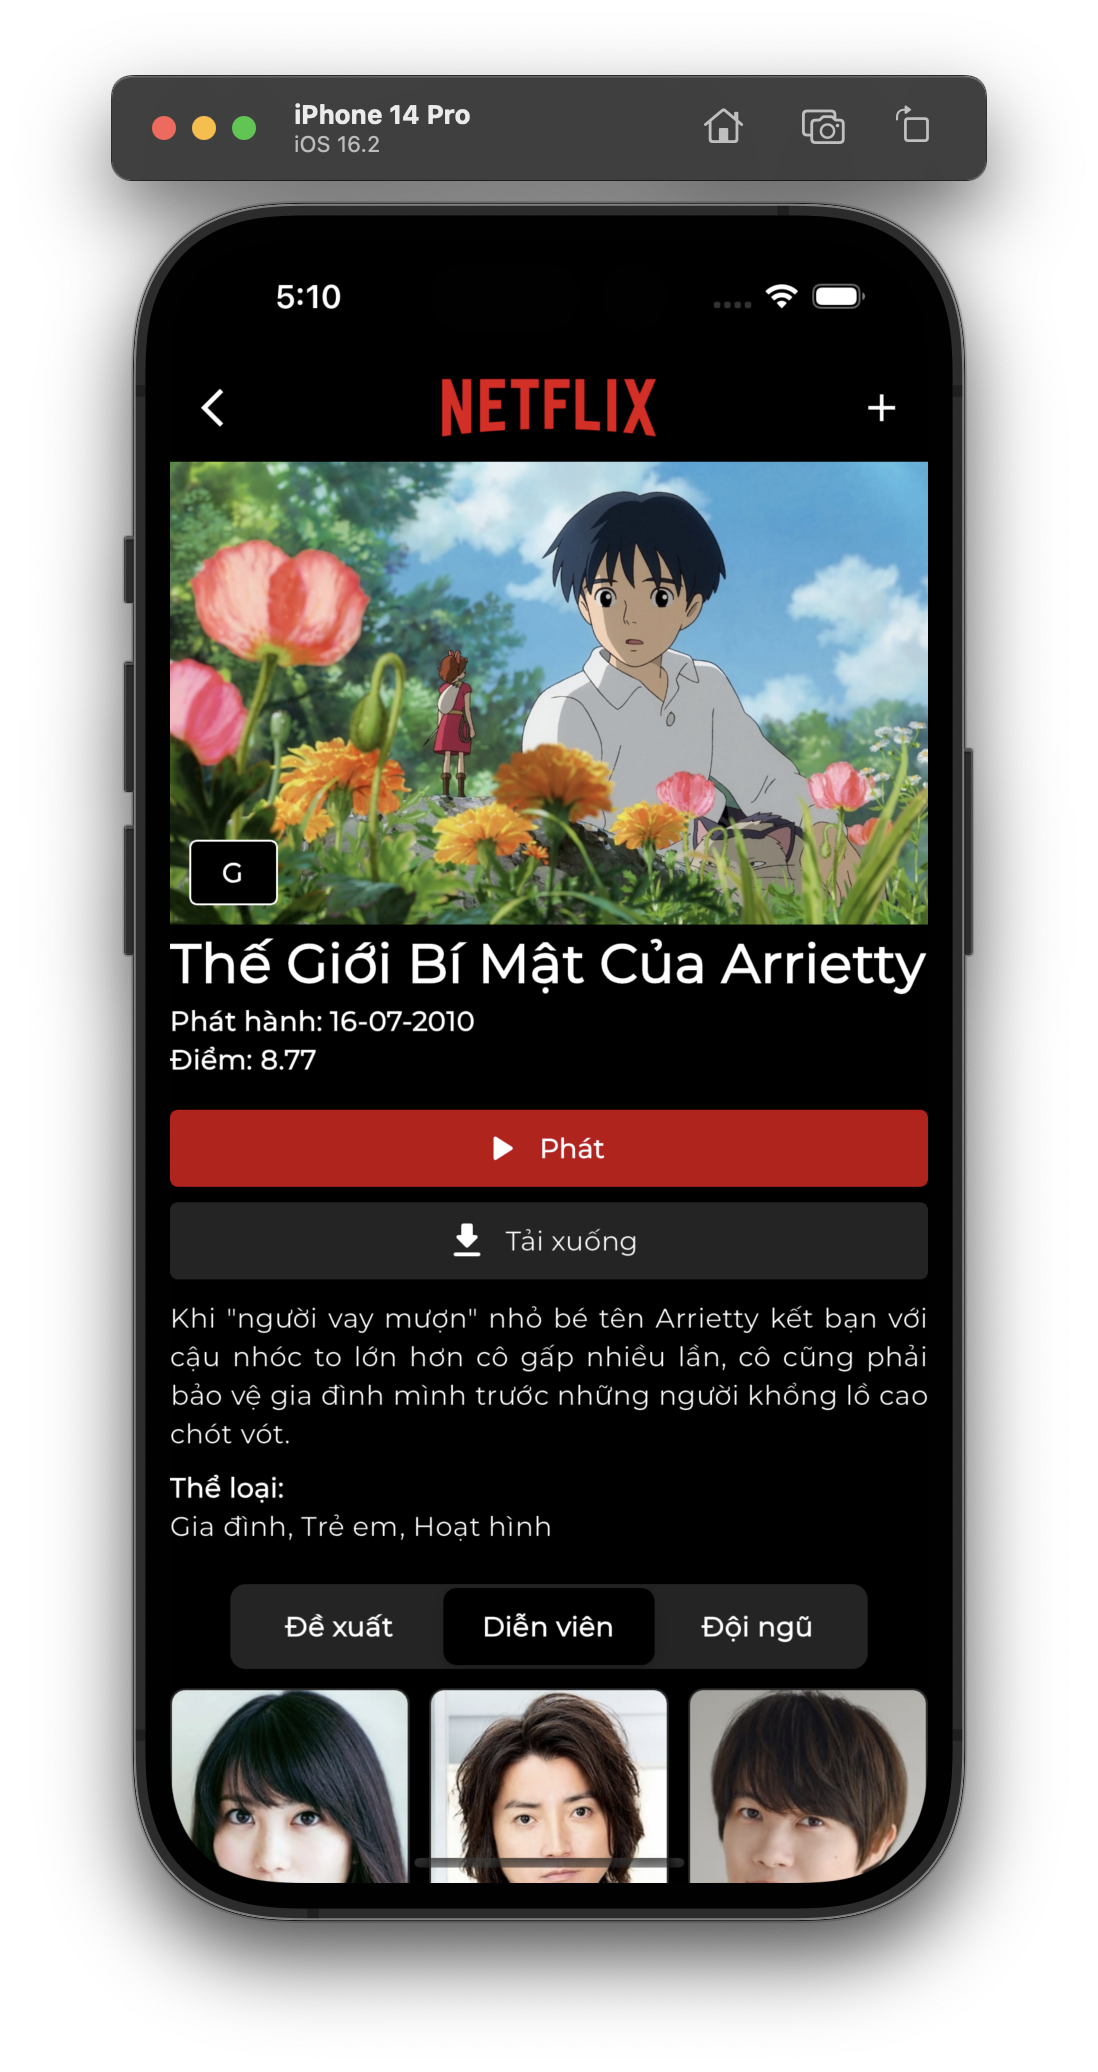 iPhone 14 Pro
iOS 16.2
5:10
NETFLIX
G
Thế Giới Bí Mật Của Arrietty
Phát hành: 16-07-2010
Điểm: 8.77
Phát
Tải xuống
Khi "người vay mượn" nhỏ bé tên Arrietty kết bạn với
cậu nhóc to lớn hơn cô gấp nhiều lần, cô cũng phải
bảo vệ gia đình mình trước những người khổng lồ cao
chót vót.
Thể loại:
Gia đình, Trẻ em, Hoạt hình
Đề xuất
Diễn viên
Đội ngũ